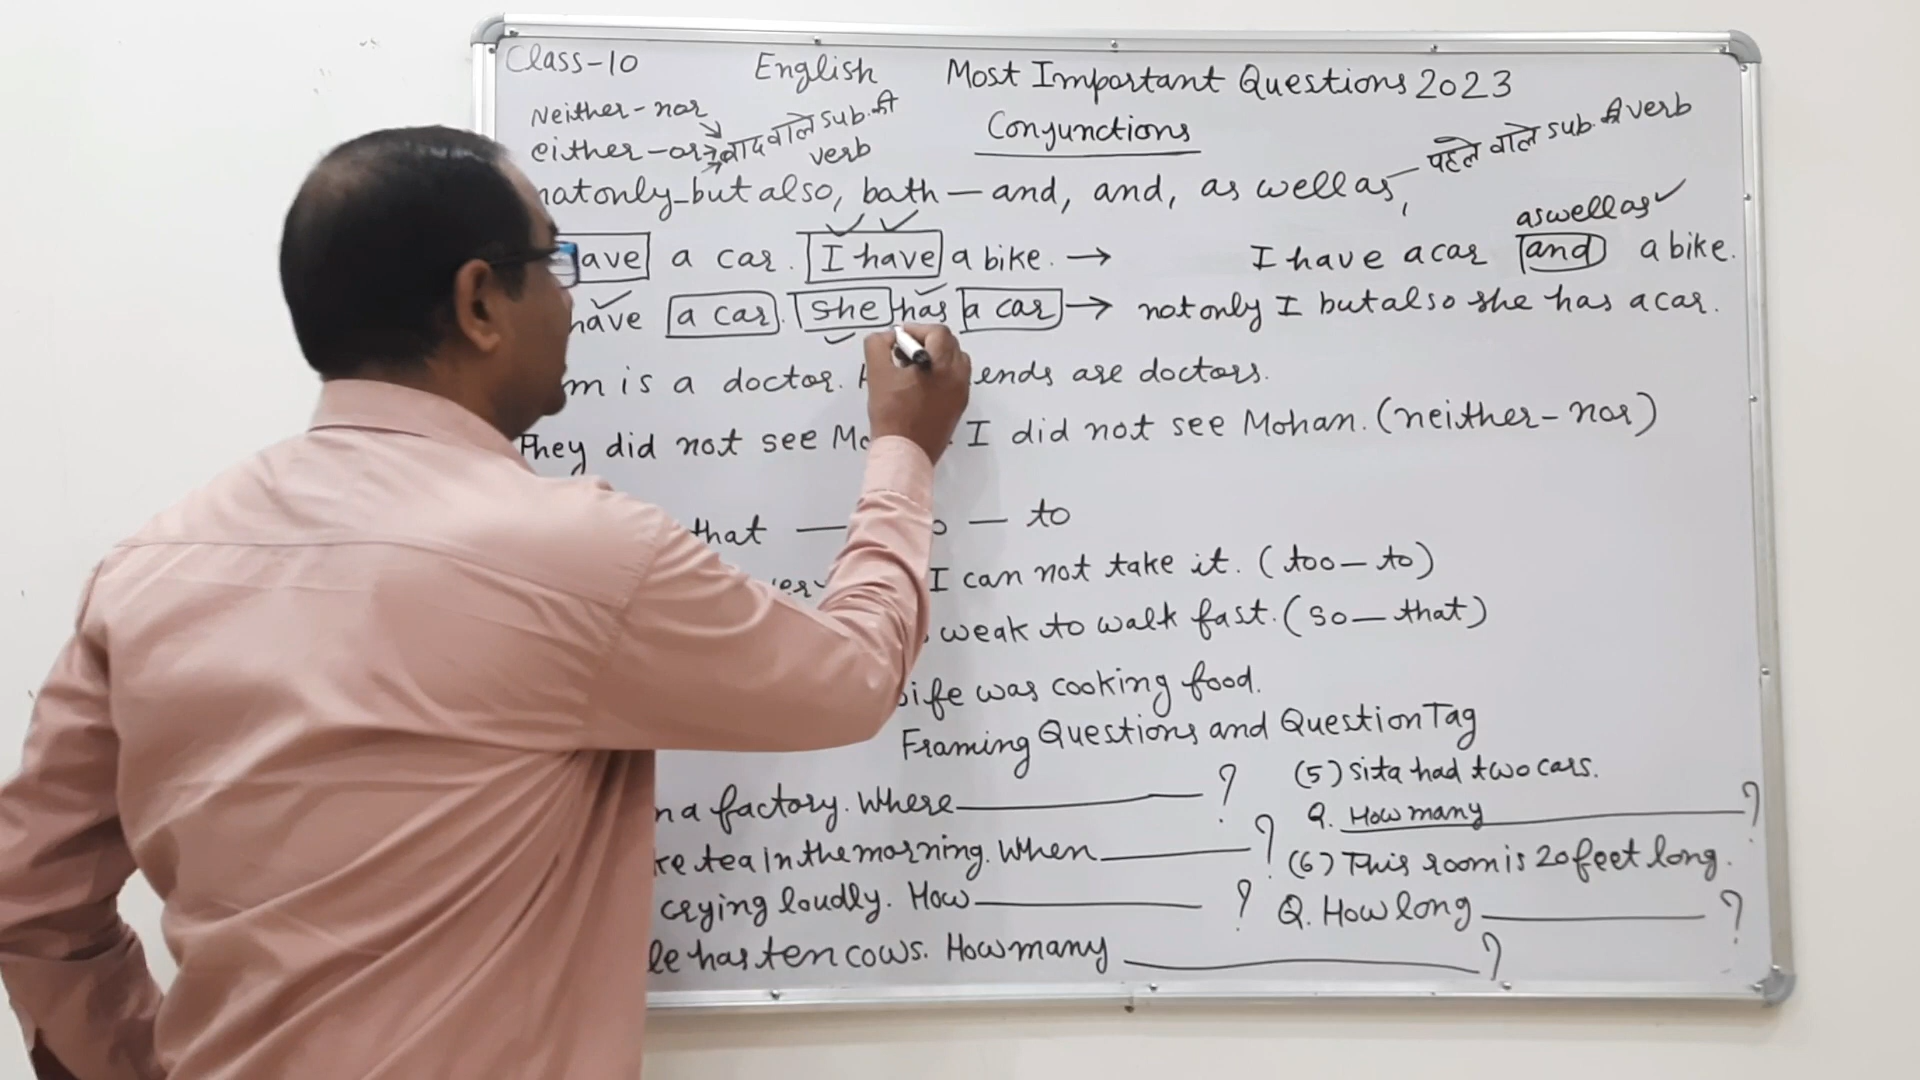 Class-10 English Most Important Questions 2023
Conjunctions
Neither-nor
either-or बाद वाले sub. की verb
not only-but also, both-and, and, as well as, पहले वाले sub. की verb
as well as
ave a car. I have a bike. → I have a car and a bike.
have a car. She has a car → not only I but also she has a car.
m is a doctor. ends are doctors.
They did not see I did not see Mohan. (neither-nor)
that — — to
I can not take it. (too-to)
weak to walk fast. (so-that)
ife was cooking food.
Framing Questions and Question Tag
n a factory. Where ?
ke tea in the morning. When ?
crying loudly. How ?
le has ten cows. How many ?
(5) Sita had two cars.
Q. How many ?
(6) This room is 20 feet long.
Q. How long ?